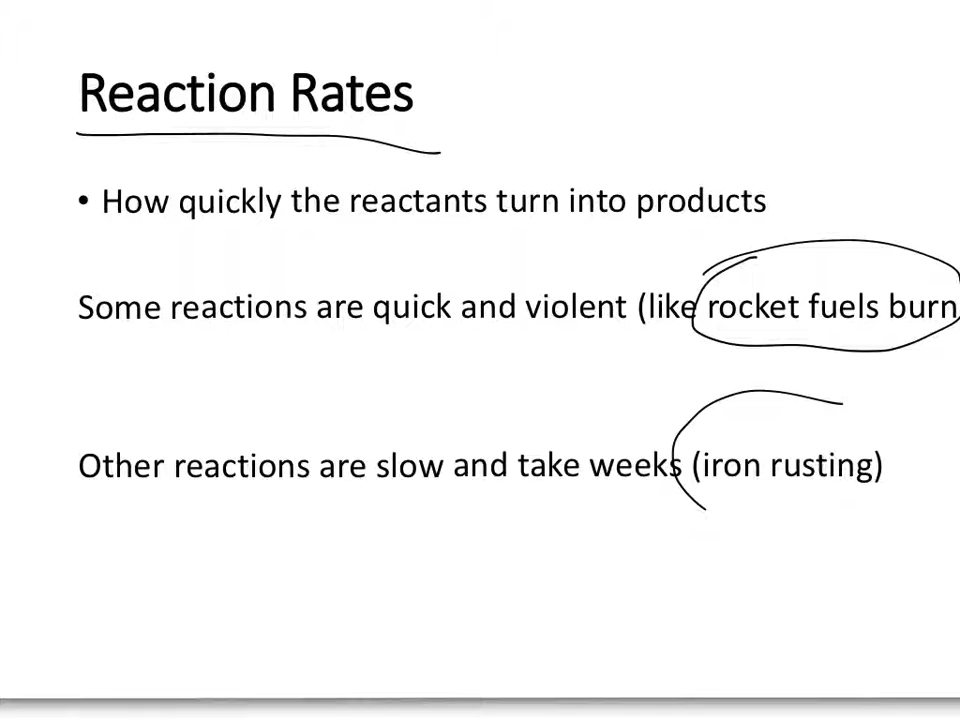 Reaction Rates
• How quickly the reactants turn into products
Some reactions are quick and violent (like rocket fuels burn
Other reactions are slow and take weeks (iron rusting)